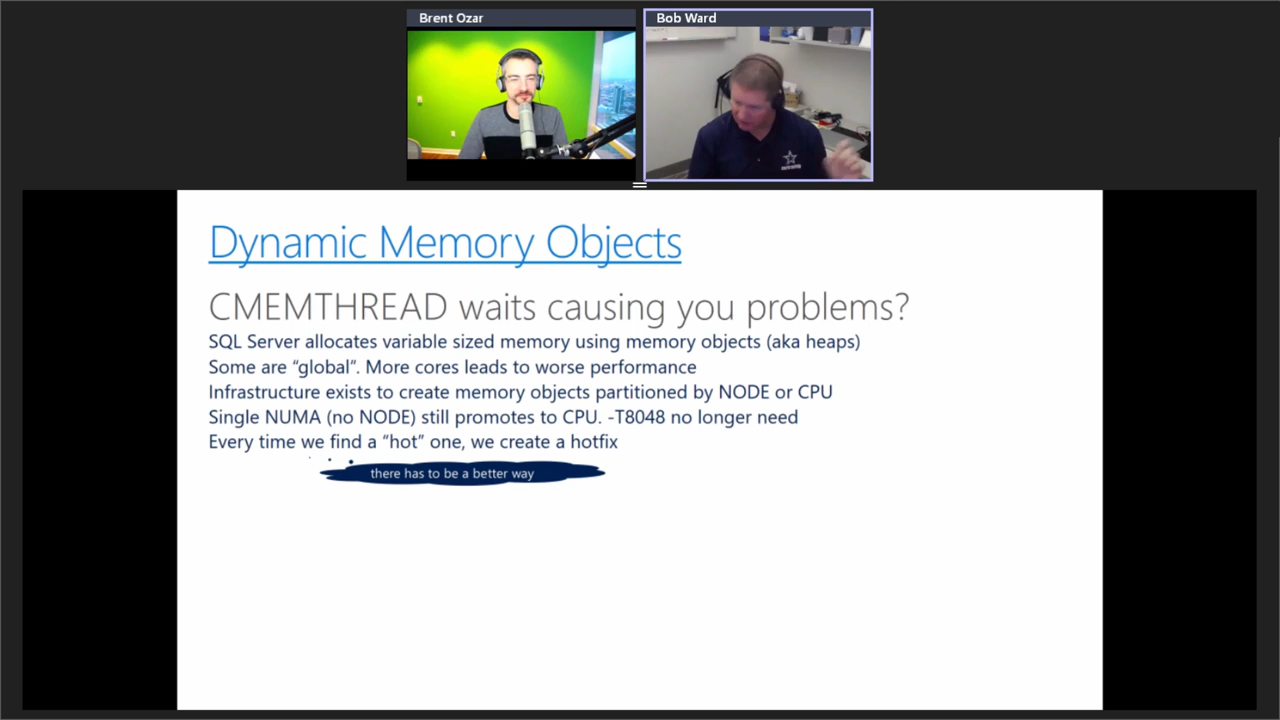 Brent Ozar
Bob Ward
Dynamic Memory Objects
CMEMTHREAD waits causing you problems?
SQL Server allocates variable sized memory using memory objects (aka heaps)
Some are “global”. More cores leads to worse performance
Infrastructure exists to create memory objects partitioned by NODE or CPU
Single NUMA (no NODE) still promotes to CPU. -T8048 no longer need
Every time we find a “hot” one, we create a hotfix
there has to be a better way